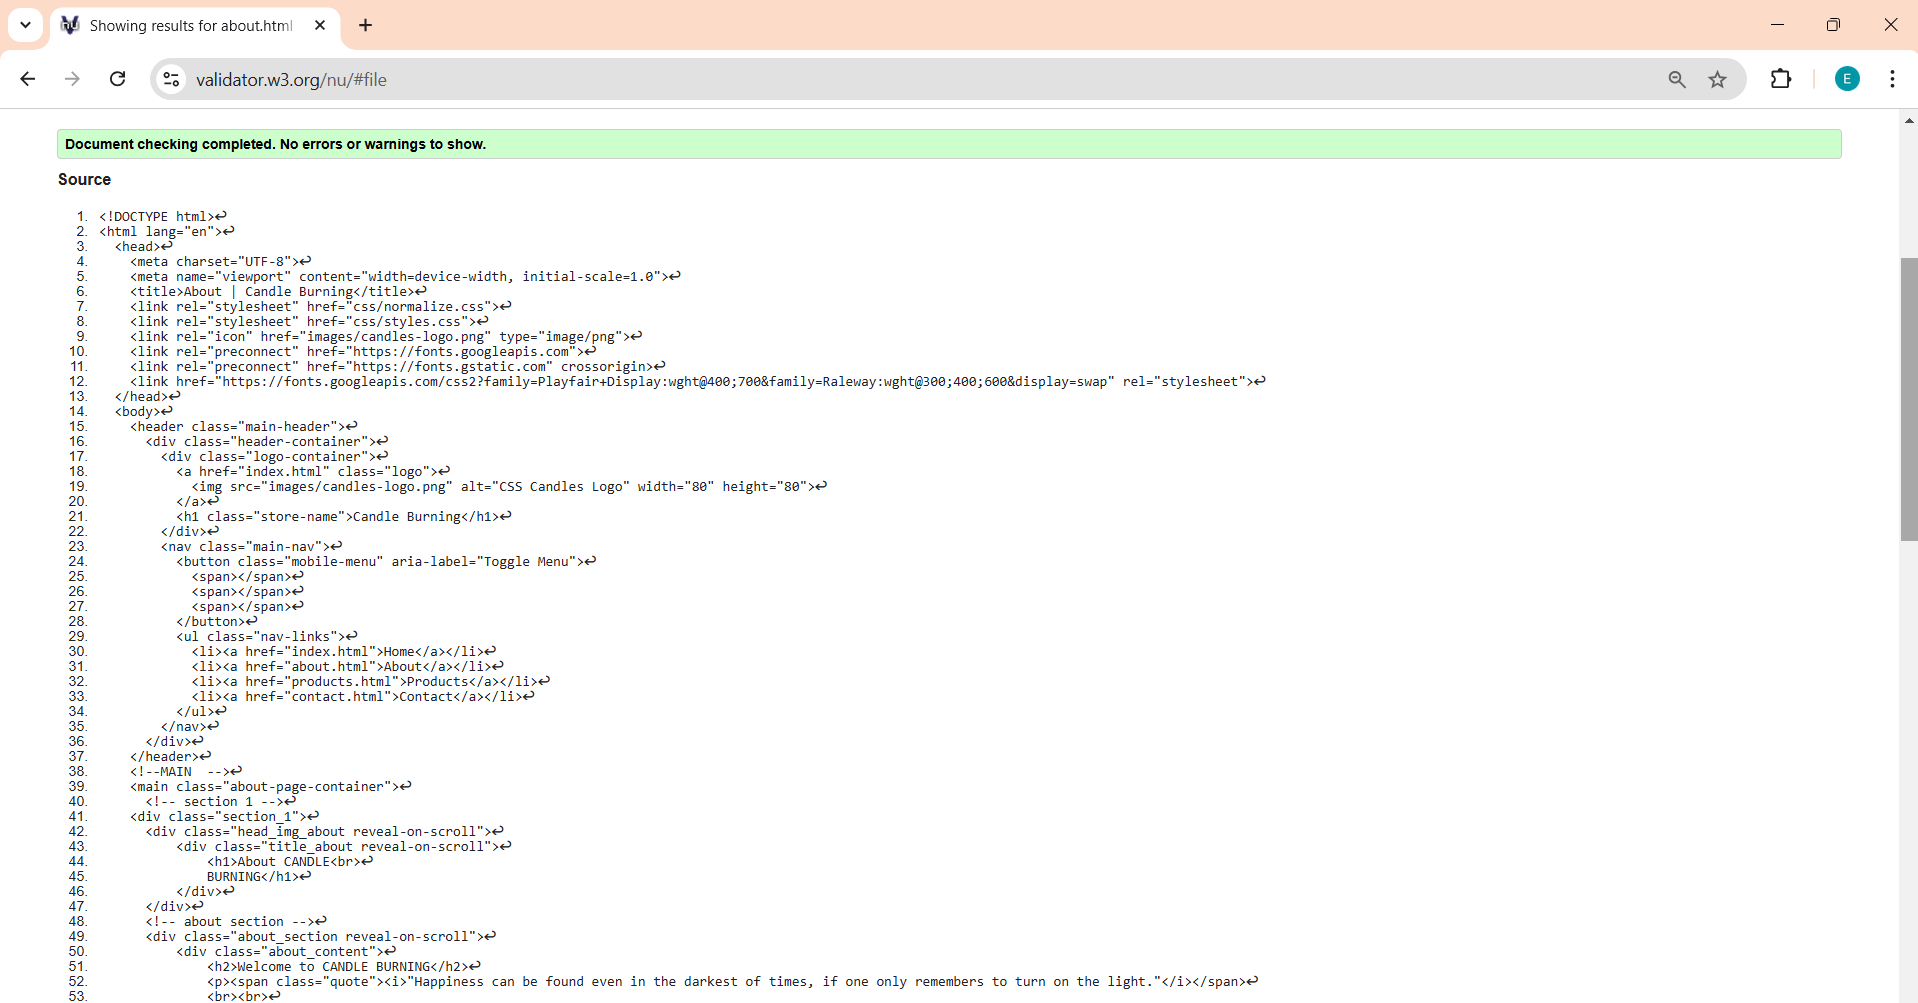 Showing results for about.html
validator.w3.org/nu/#file
E
Document checking completed. No errors or warnings to show.
Source
1. <!DOCTYPE html>↩
2. <html lang="en">↩
3. <head>↩
4. <meta charset="UTF-8">↩
5. <meta name="viewport" content="width=device-width, initial-scale=1.0">↩
6. <title>About | Candle Burning</title>↩
7. <link rel="stylesheet" href="css/normalize.css">↩
8. <link rel="stylesheet" href="css/styles.css">↩
9. <link rel="icon" href="images/candles-logo.png" type="image/png">↩
10. <link rel="preconnect" href="https://fonts.googleapis.com">↩
11. <link rel="preconnect" href="https://fonts.gstatic.com" crossorigin>↩
12. <link href="https://fonts.googleapis.com/css2?family=Playfair+Display:wght@400;700&family=Raleway:wght@300;400;600&display=swap" rel="stylesheet">↩
13. </head>↩
14. <body>↩
15. <header class="main-header">↩
16. <div class="header-container">↩
17. <div class="logo-container">↩
18. <a href="index.html" class="logo">↩
19. <img src="images/candles-logo.png" alt="CSS Candles Logo" width="80" height="80">↩
20. </a>↩
21. <h1 class="store-name">Candle Burning</h1>↩
22. </div>↩
23. <nav class="main-nav">↩
24. <button class="mobile-menu" aria-label="Toggle Menu">↩
25. <span></span>↩
26. <span></span>↩
27. <span></span>↩
28. </button>↩
29. <ul class="nav-links">↩
30. <li><a href="index.html">Home</a></li>↩
31. <li><a href="about.html">About</a></li>↩
32. <li><a href="products.html">Products</a></li>↩
33. <li><a href="contact.html">Contact</a></li>↩
34. </ul>↩
35. </nav>↩
36. </div>↩
37. </header>↩
38. <!--MAIN  -->↩
39. <main class="about-page-container">↩
40. <!-- section 1 -->↩
41. <div class="section_1">↩
42. <div class="head_img_about reveal-on-scroll">↩
43. <div class="title_about reveal-on-scroll">↩
44. <h1>About CANDLE<br>↩
45. BURNING</h1>↩
46. </div>↩
47. </div>↩
48. <!-- about section -->↩
49. <div class="about_section reveal-on-scroll">↩
50. <div class="about_content">↩
51. <h2>Welcome to CANDLE BURNING</h2>↩
52. <p><span class="quote"><i>"Happiness can be found even in the darkest of times, if one only remembers to turn on the light."</i></span>↩
53. <br><br>↩